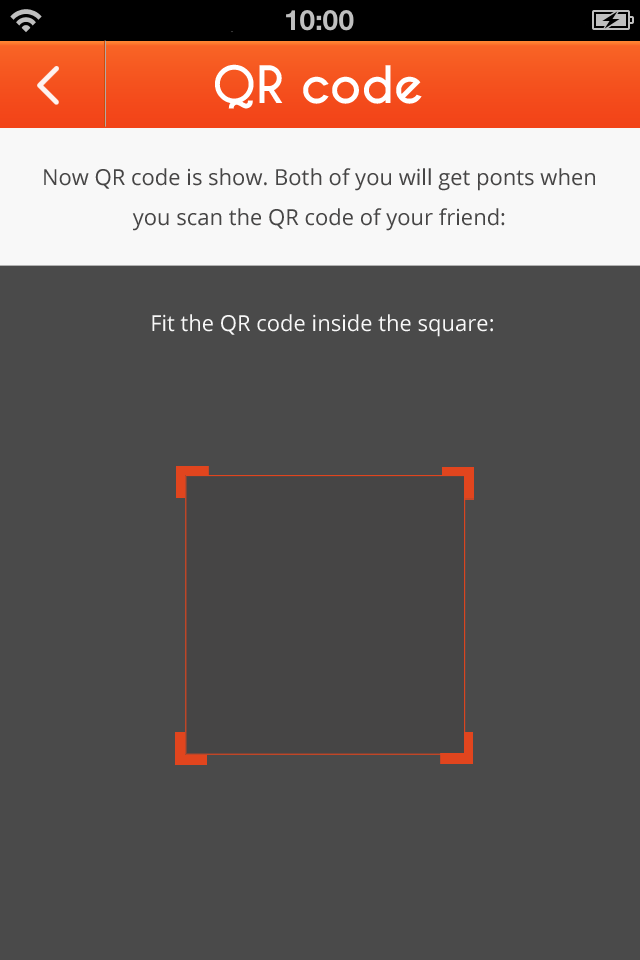 10:00
QR code
Now QR code is show. Both of you will get ponts when
you scan the QR code of your friend:
Fit the QR code inside the square: